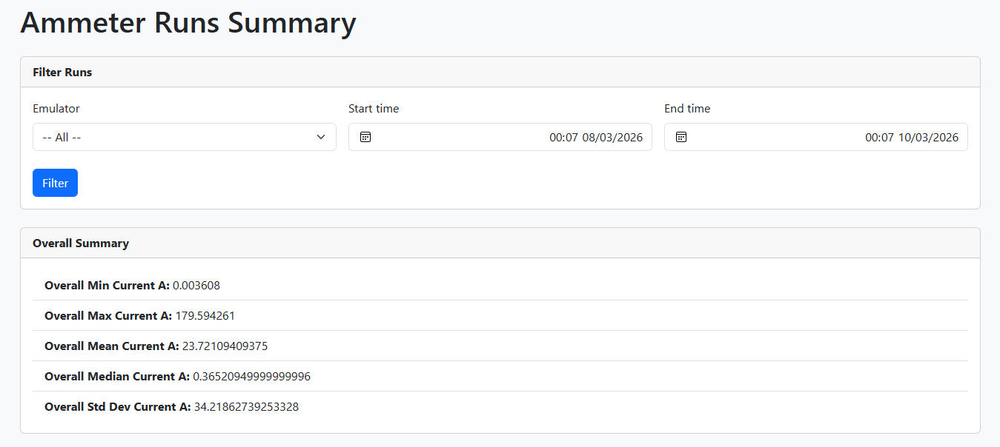 Ammeter Runs Summary
Filter Runs
Emulator
Start time
End time
-- All --
00:07 08/03/2026
00:07 10/03/2026
Filter
Overall Summary
Overall Min Current A: 0.003608
Overall Max Current A: 179.594261
Overall Mean Current A: 23.72109409375
Overall Median Current A: 0.36520949999999996
Overall Std Dev Current A: 34.21862739253328